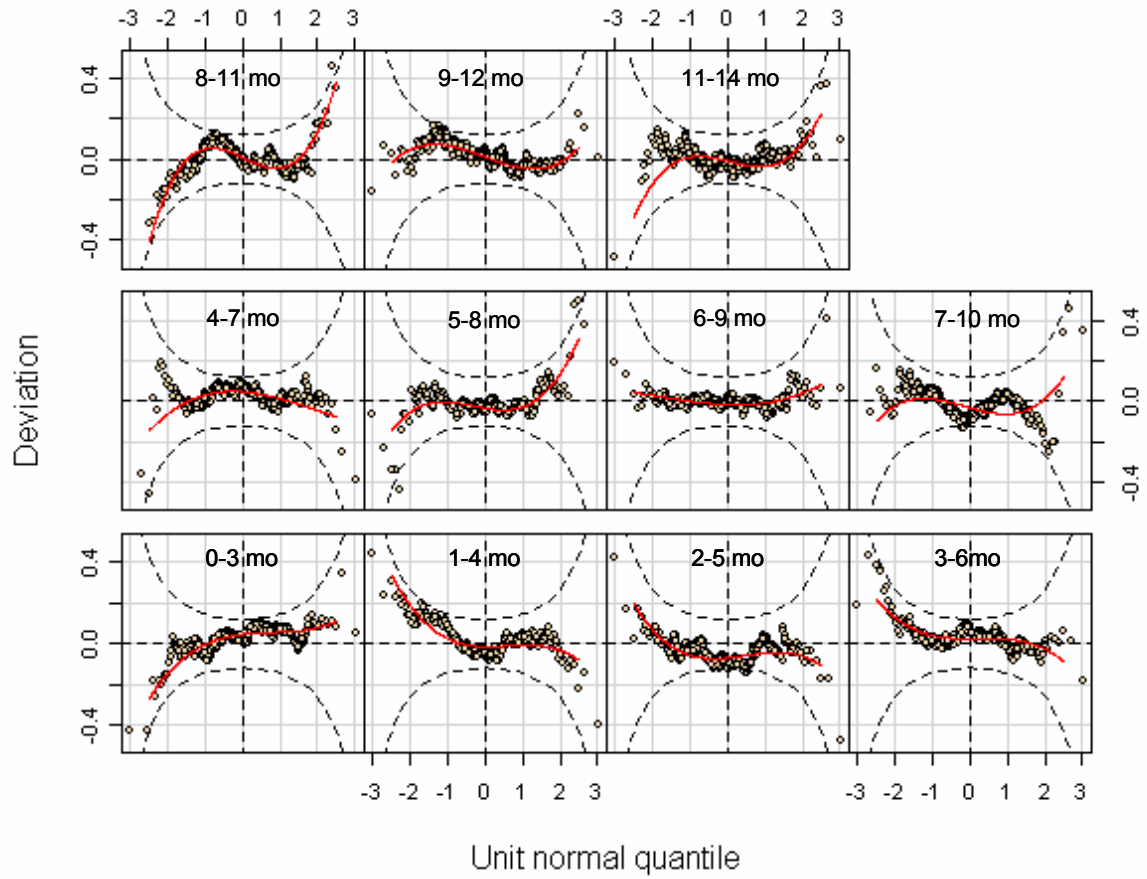 -3 -2 -1 0 1 2 3 -3 -2 -1 0 1 2 3
8-11 mo 9-12 mo 11-14 mo
0.4
0.0
-0.4
4-7 mo 5-8 mo 6-9 mo 7-10 mo
0.4
0.0
-0.4
Deviation
0-3 mo 1-4 mo 2-5 mo 3-6mo
0.4
0.0
-0.4
-3 -2 -1 0 1 2 3 -3 -2 -1 0 1 2 3
Unit normal quantile